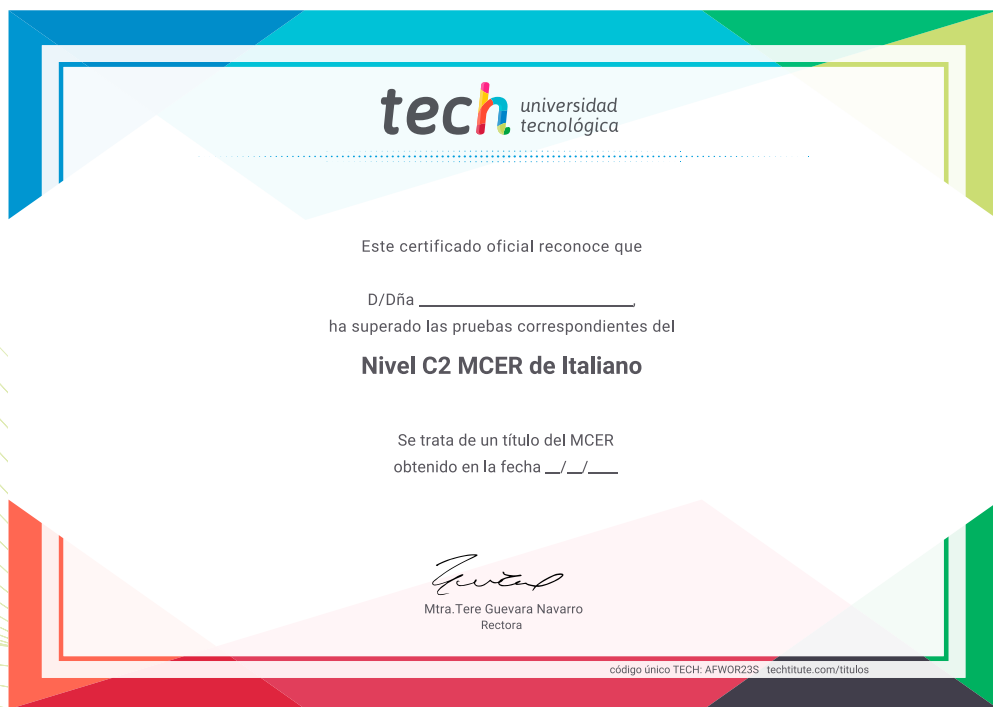 tech universidad
tecnológica
Este certificado oficial reconoce que
D/Dña ____________________,
ha superado las pruebas correspondientes del
Nivel C2 MCER de Italiano
Se trata de un título del MCER
obtenido en la fecha __/__/____
Mtra.Tere Guevara Navarro
Rectora
código único TECH: AFWOR23S techtitute.com/titulos